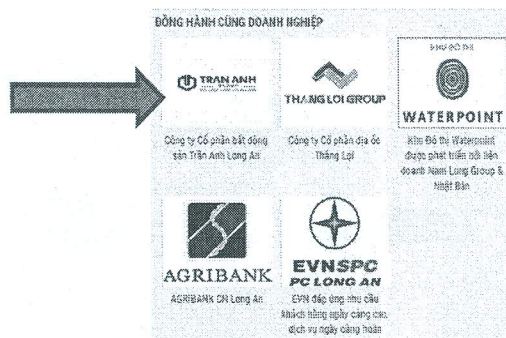 ĐỒNG HÀNH CÙNG DOANH NGHIỆP
TRAN ANH
THANG LOI GROUP
KHU ĐÔ THỊ
WATERPOINT
Công ty Cổ phần bất động
sản Trần Anh Long An
Công ty Cổ phần địa ốc
Thắng Lợi
Khu Đô thị Waterpoint
được phát triển bởi liên
doanh Nam Long Group &
Nhật Bản
AGRIBANK
AGRIBANK CN Long An
EVNSPC
PC LONG AN
EVN đáp ứng nhu cầu
khách hàng ngày càng cao,
dịch vụ ngày càng hoàn